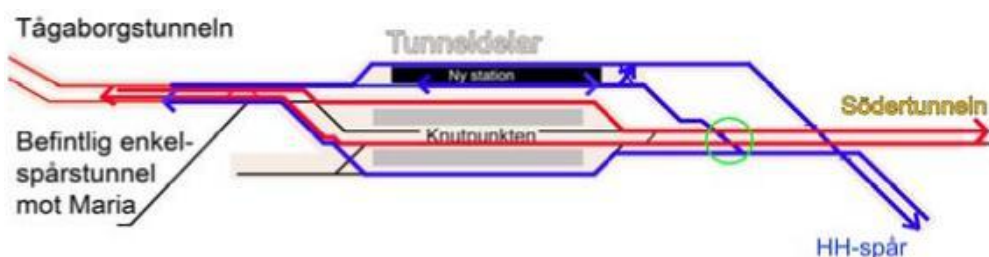 Tågaborgstunneln
Tunneldelar
Ny station
Södertunneln
Befintlig enkel-
spårstunnel
mot Maria
Knutpunkten
HH-spår